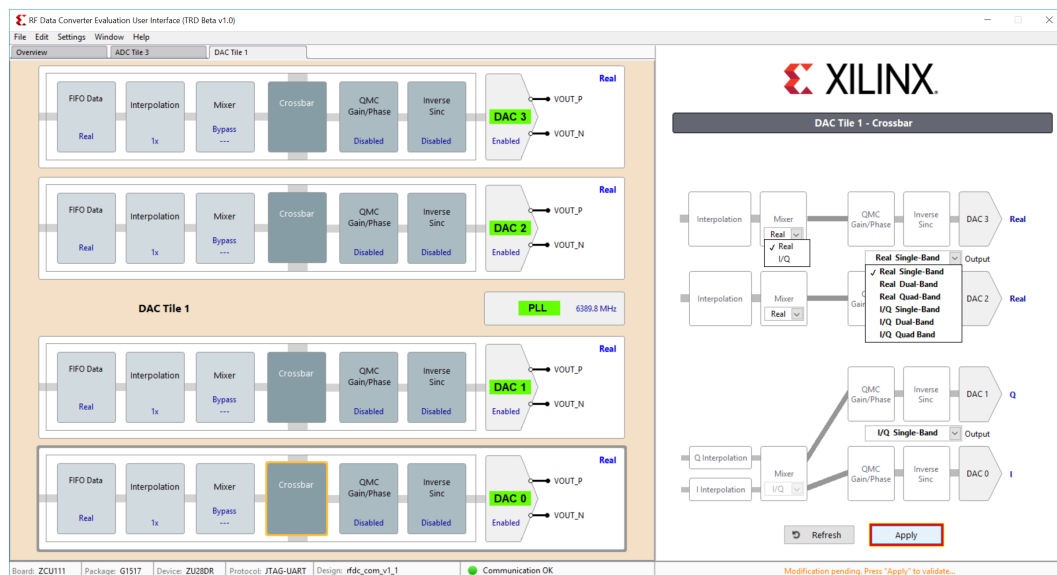 RF Data Converter Evaluation User Interface (TRD Beta v1.0)
File Edit Settings Window Help
Overview ADC Tile 3 DAC Tile 1
Real
FIFO Data
Real
Interpolation
1x
Mixer
Bypass
---
Crossbar
QMC
Gain/Phase
Disabled
Inverse
Sinc
Disabled
DAC 3
Enabled
VOUT_P
VOUT_N
Real
FIFO Data
Real
Interpolation
1x
Mixer
Bypass
---
Crossbar
QMC
Gain/Phase
Disabled
Inverse
Sinc
Disabled
DAC 2
Enabled
VOUT_P
VOUT_N
DAC Tile 1
PLL 6389.8 MHz
Real
FIFO Data
Real
Interpolation
1x
Mixer
Bypass
---
Crossbar
QMC
Gain/Phase
Disabled
Inverse
Sinc
Disabled
DAC 1
Enabled
VOUT_P
VOUT_N
Real
FIFO Data
Real
Interpolation
1x
Mixer
Bypass
---
Crossbar
QMC
Gain/Phase
Disabled
Inverse
Sinc
Disabled
DAC 0
Enabled
VOUT_P
VOUT_N
XILINX.
DAC Tile 1 - Crossbar
Interpolation
Mixer
Real
✓ Real
I/Q
QMC
Gain/Phase
Inverse
Sinc
DAC 3
Real
Real Single-Band Output
✓ Real Single-Band
Real Dual-Band
Real Quad-Band
I/Q Single-Band
I/Q Dual-Band
I/Q Quad Band
Interpolation
Mixer
Real
DAC 2
Real
QMC
Gain/Phase
Inverse
Sinc
DAC 1
Q
I/Q Single-Band Output
Q Interpolation
I Interpolation
Mixer
I/Q
QMC
Gain/Phase
Inverse
Sinc
DAC 0
I
Refresh
Apply
Board: ZCU111 Package: G1517 Device: ZU28DR Protocol: JTAG-UART Design: rfdc_com_v1_1 Communication OK
Modification pending. Press "Apply" to validate...